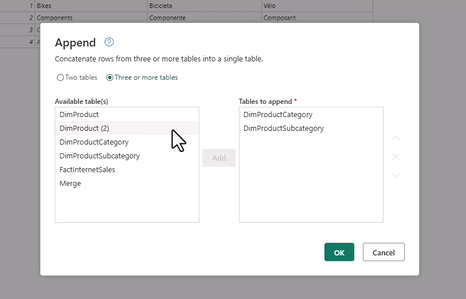 1 Bikes Bicicleta Vélo
2 Components Componente Composant
3
4
Append
Concatenate rows from three or more tables into a single table.
Two tables Three or more tables
Available table(s)
DimProduct
DimProduct (2)
DimProductCategory
DimProductSubcategory
FactInternetSales
Merge
Add
Tables to append *
DimProductCategory
DimProductSubcategory
OK Cancel